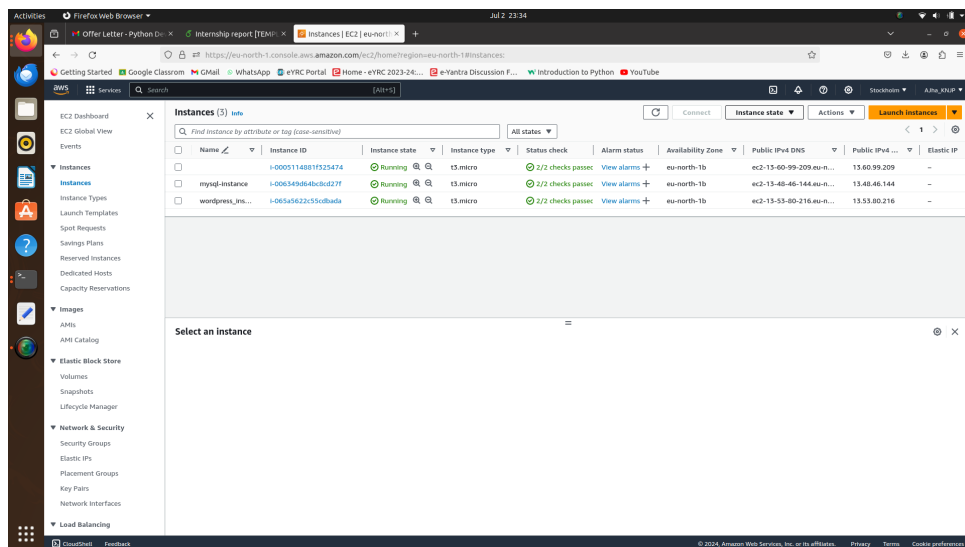 Activities Firefox Web Browser Jul 2 23:34
Offer Letter - Python De × Internship report [TEMPL × Instances | EC2 | eu-north- × +
https://eu-north-1.console.aws.amazon.com/ec2/home?region=eu-north-1#Instances:
Getting Started Google Classrom GMail WhatsApp eYRC Portal Home - eYRC 2023-24:... e-Yantra Discussion F... Introduction to Python YouTube
aws Services Search [Alt+S] Stockholm AJha_KNJP
EC2 Dashboard
EC2 Global View
Events
Instances
Instances
Instance Types
Launch Templates
Spot Requests
Savings Plans
Reserved Instances
Dedicated Hosts
Capacity Reservations
Images
AMIs
AMI Catalog
Elastic Block Store
Volumes
Snapshots
Lifecycle Manager
Network & Security
Security Groups
Elastic IPs
Placement Groups
Key Pairs
Network Interfaces
Load Balancing
Instances (3) Info Connect Instance state Actions Launch instances
Find Instance by attribute or tag (case-sensitive) All states 1
Name Instance ID Instance state Instance type Status check Alarm status Availability Zone Public IPv4 DNS Public IPv4 ... Elastic IP
i-0005114881f325474 Running t3.micro 2/2 checks passec View alarms + eu-north-1b ec2-13-60-99-209.eu-n... 13.60.99.209 –
mysql-instance i-006349d64bc8cd27f Running t3.micro 2/2 checks passec View alarms + eu-north-1b ec2-13-48-46-144.eu-n... 13.48.46.144 –
wordpress_ins... i-065a5622c55cdbada Running t3.micro 2/2 checks passec View alarms + eu-north-1b ec2-13-53-80-216.eu-n... 13.53.80.216 –
Select an instance
CloudShell Feedback © 2024, Amazon Web Services, Inc. or its affiliates. Privacy Terms Cookie preferences